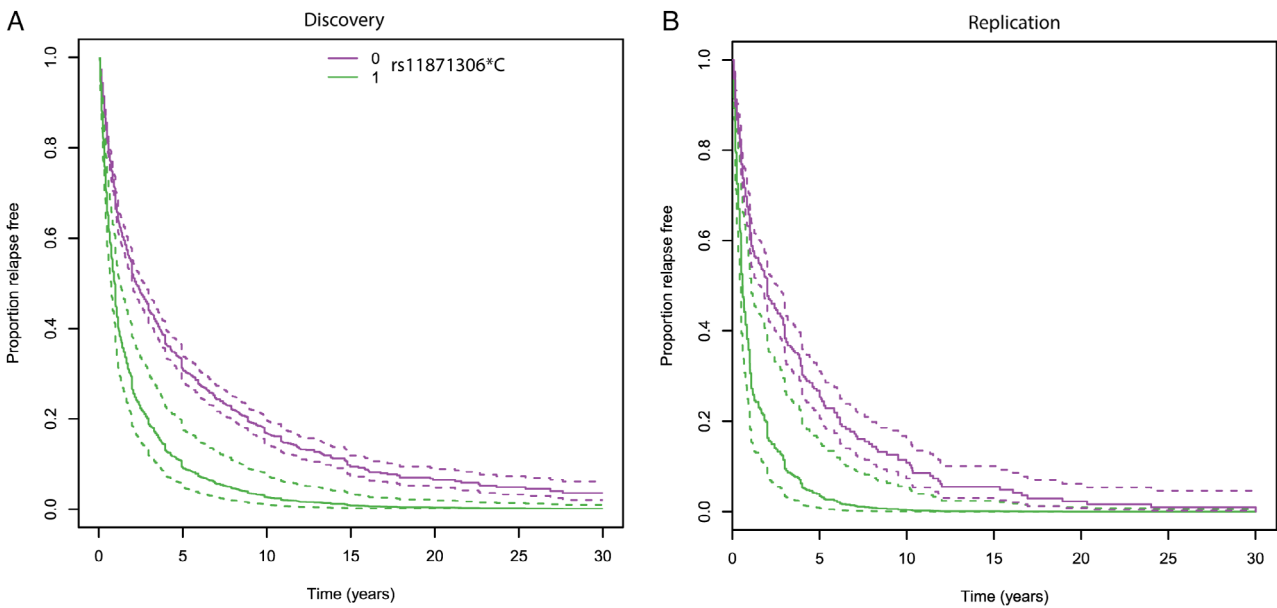 A
Discovery
0
rs11871306*C
1
Proportion relapse free
1.0
0.8
0.6
0.4
0.2
0.0
0 5 10 15 20 25 30
Time (years)
B
Replication
Proportion relapse free
1.0
0.8
0.6
0.4
0.2
0.0
0 5 10 15 20 25 30
Time (years)